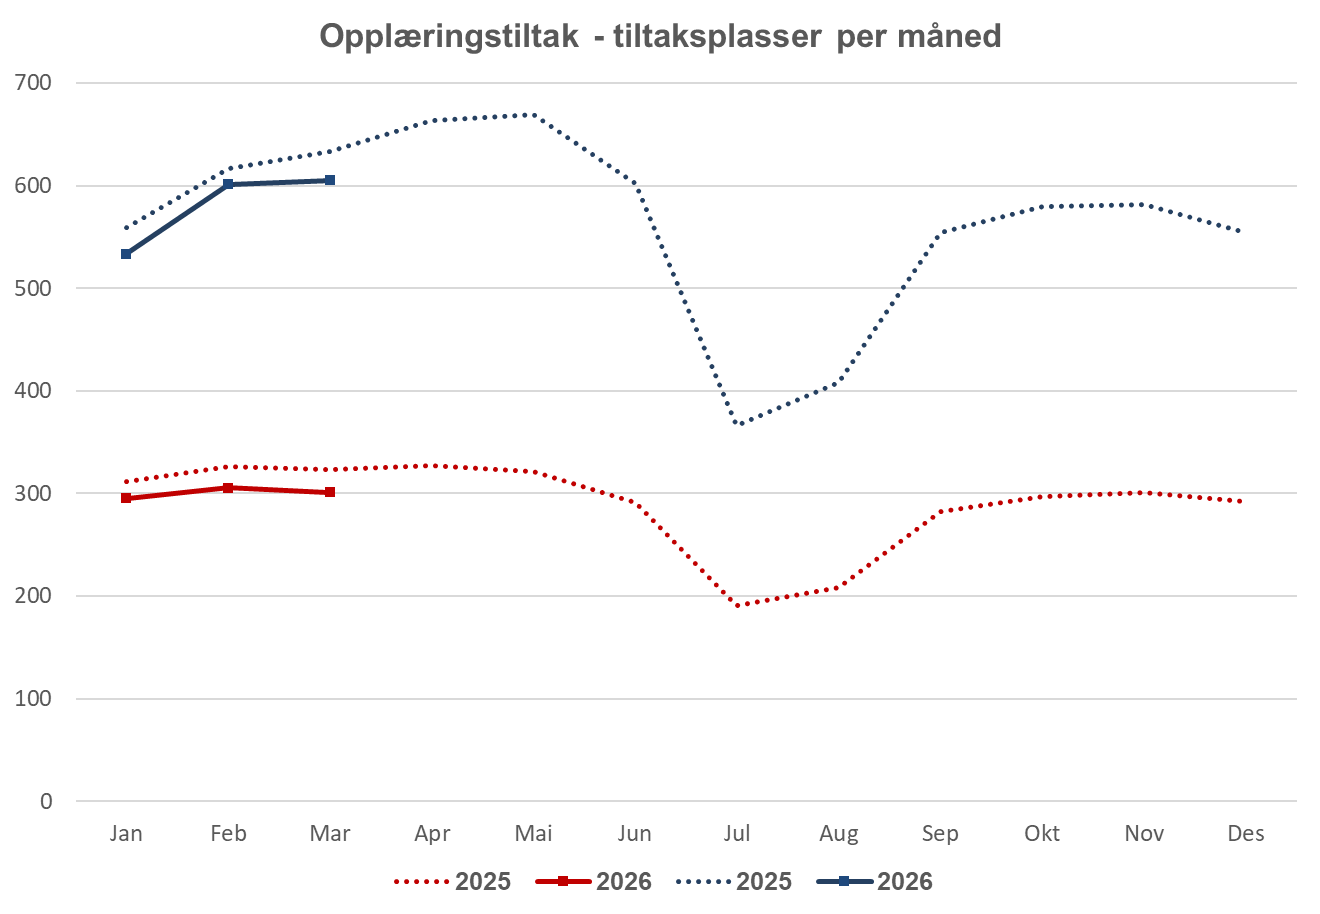 Opplæringstiltak - tiltaksplasser per måned
700
600
500
400
300
200
100
0
Jan Feb Mar Apr Mai Jun Jul Aug Sep Okt Nov Des
2025 2026 2025 2026